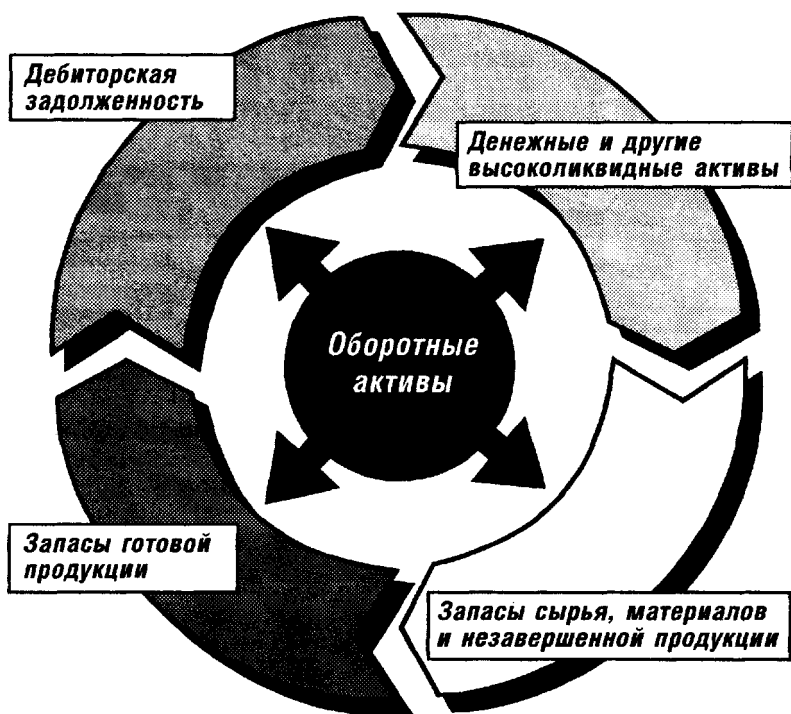 Дебиторская
задолженность
Денежные и другие
высоколиквидные активы
Оборотные
активы
Запасы готовой
продукции
Запасы сырья, материалов
и незавершенной продукции